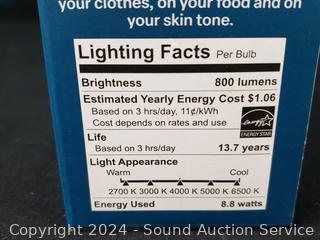 your clothes, on your food and on
your skin tone.
Lighting Facts Per Bulb
Brightness 800 lumens
Estimated Yearly Energy Cost $1.06
Based on 3 hrs/day, 11¢/kWh
Cost depends on rates and use
ENERGY STAR
Life
Based on 3 hrs/day 13.7 years
Light Appearance
Warm Cool
2700 K 3000 K 4000 K 5000 K 6500 K
Energy Used 8.8 watts
Copyright 2024 - Sound Auction Service